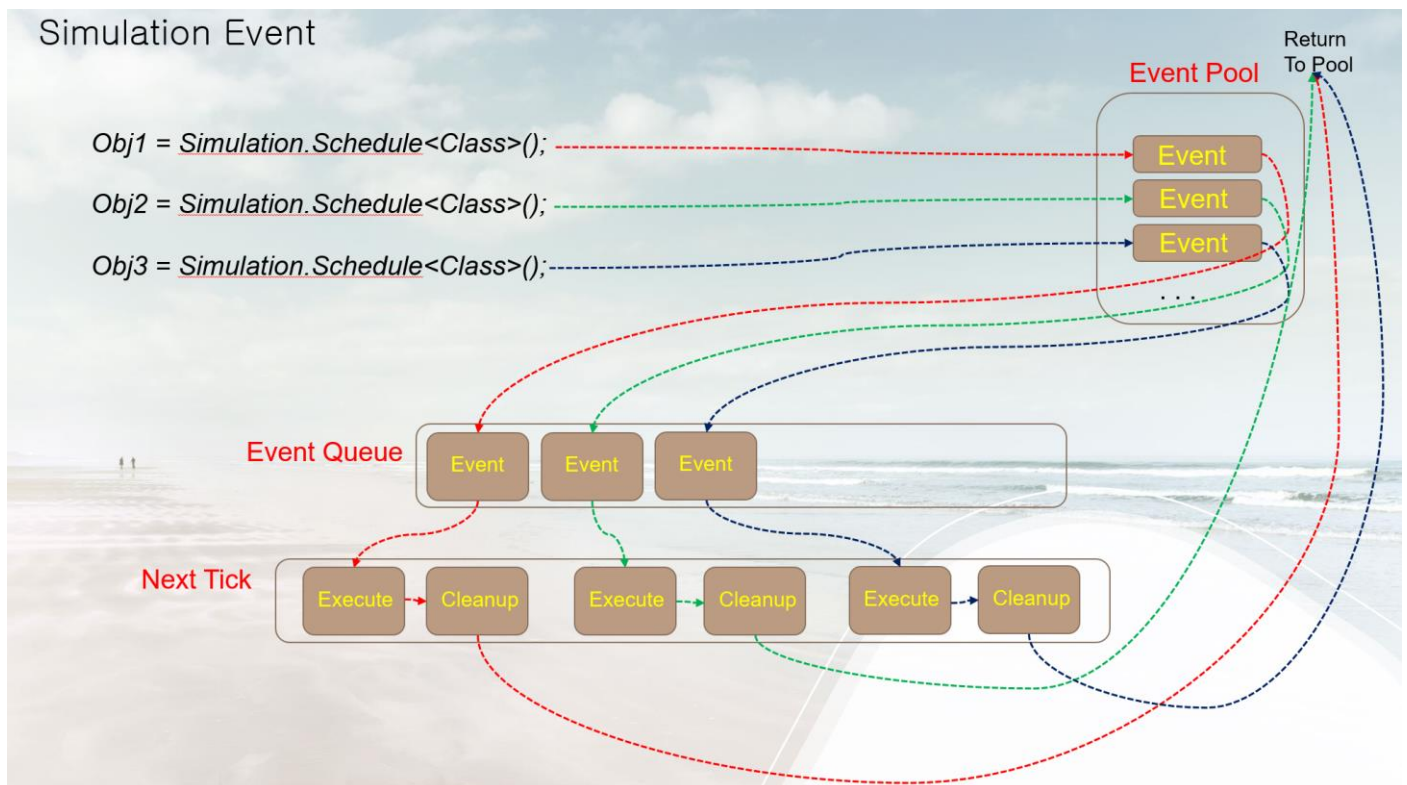 Simulation Event
Return
To Pool
Event Pool
Obj1 = Simulation.Schedule<Class>();
Event
Obj2 = Simulation.Schedule<Class>();
Event
Obj3 = Simulation.Schedule<Class>();
Event
. . .
Event Queue
Event
Event
Event
Next Tick
Execute
Cleanup
Execute
Cleanup
Execute
Cleanup